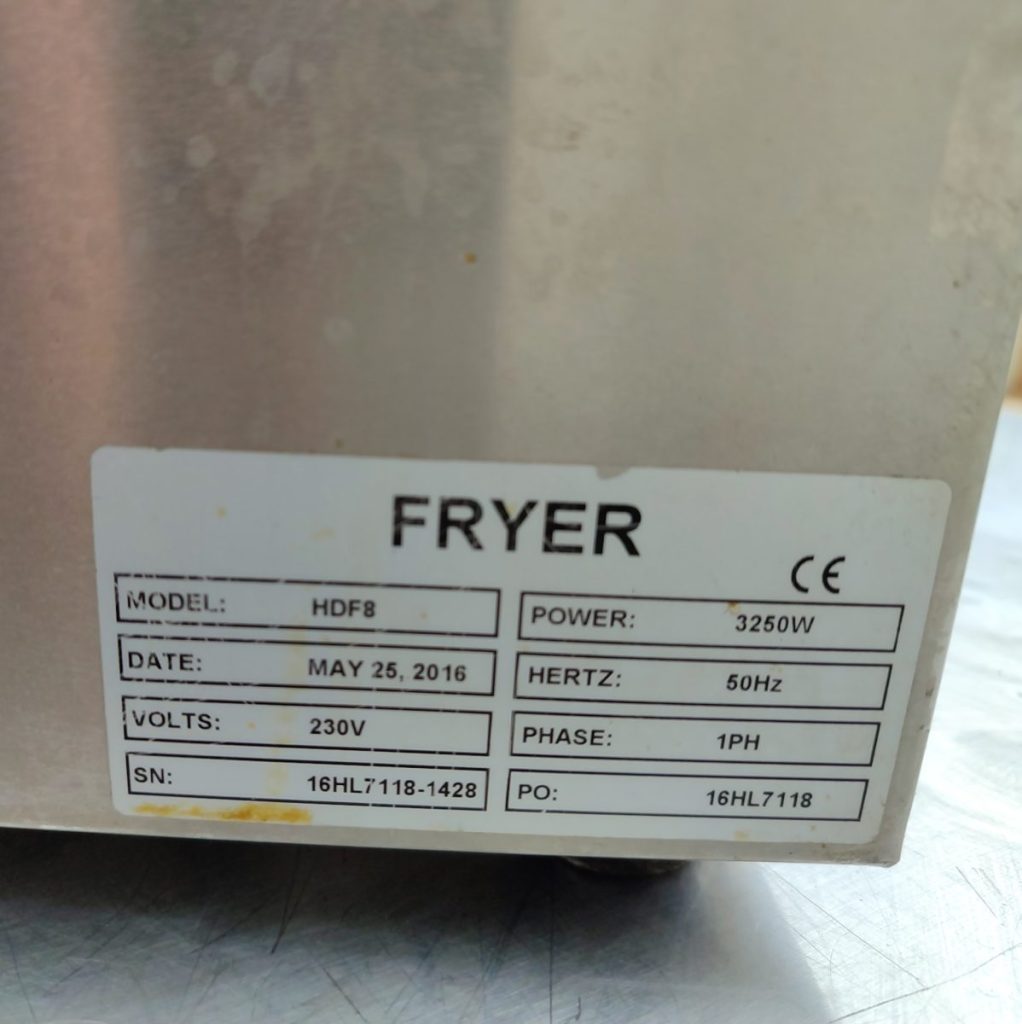 FRYER
CE
MODEL: HDF8
POWER: 3250W
DATE: MAY 25, 2016
HERTZ: 50Hz
VOLTS: 230V
PHASE: 1PH
SN: 16HL7118-1428
PO: 16HL7118